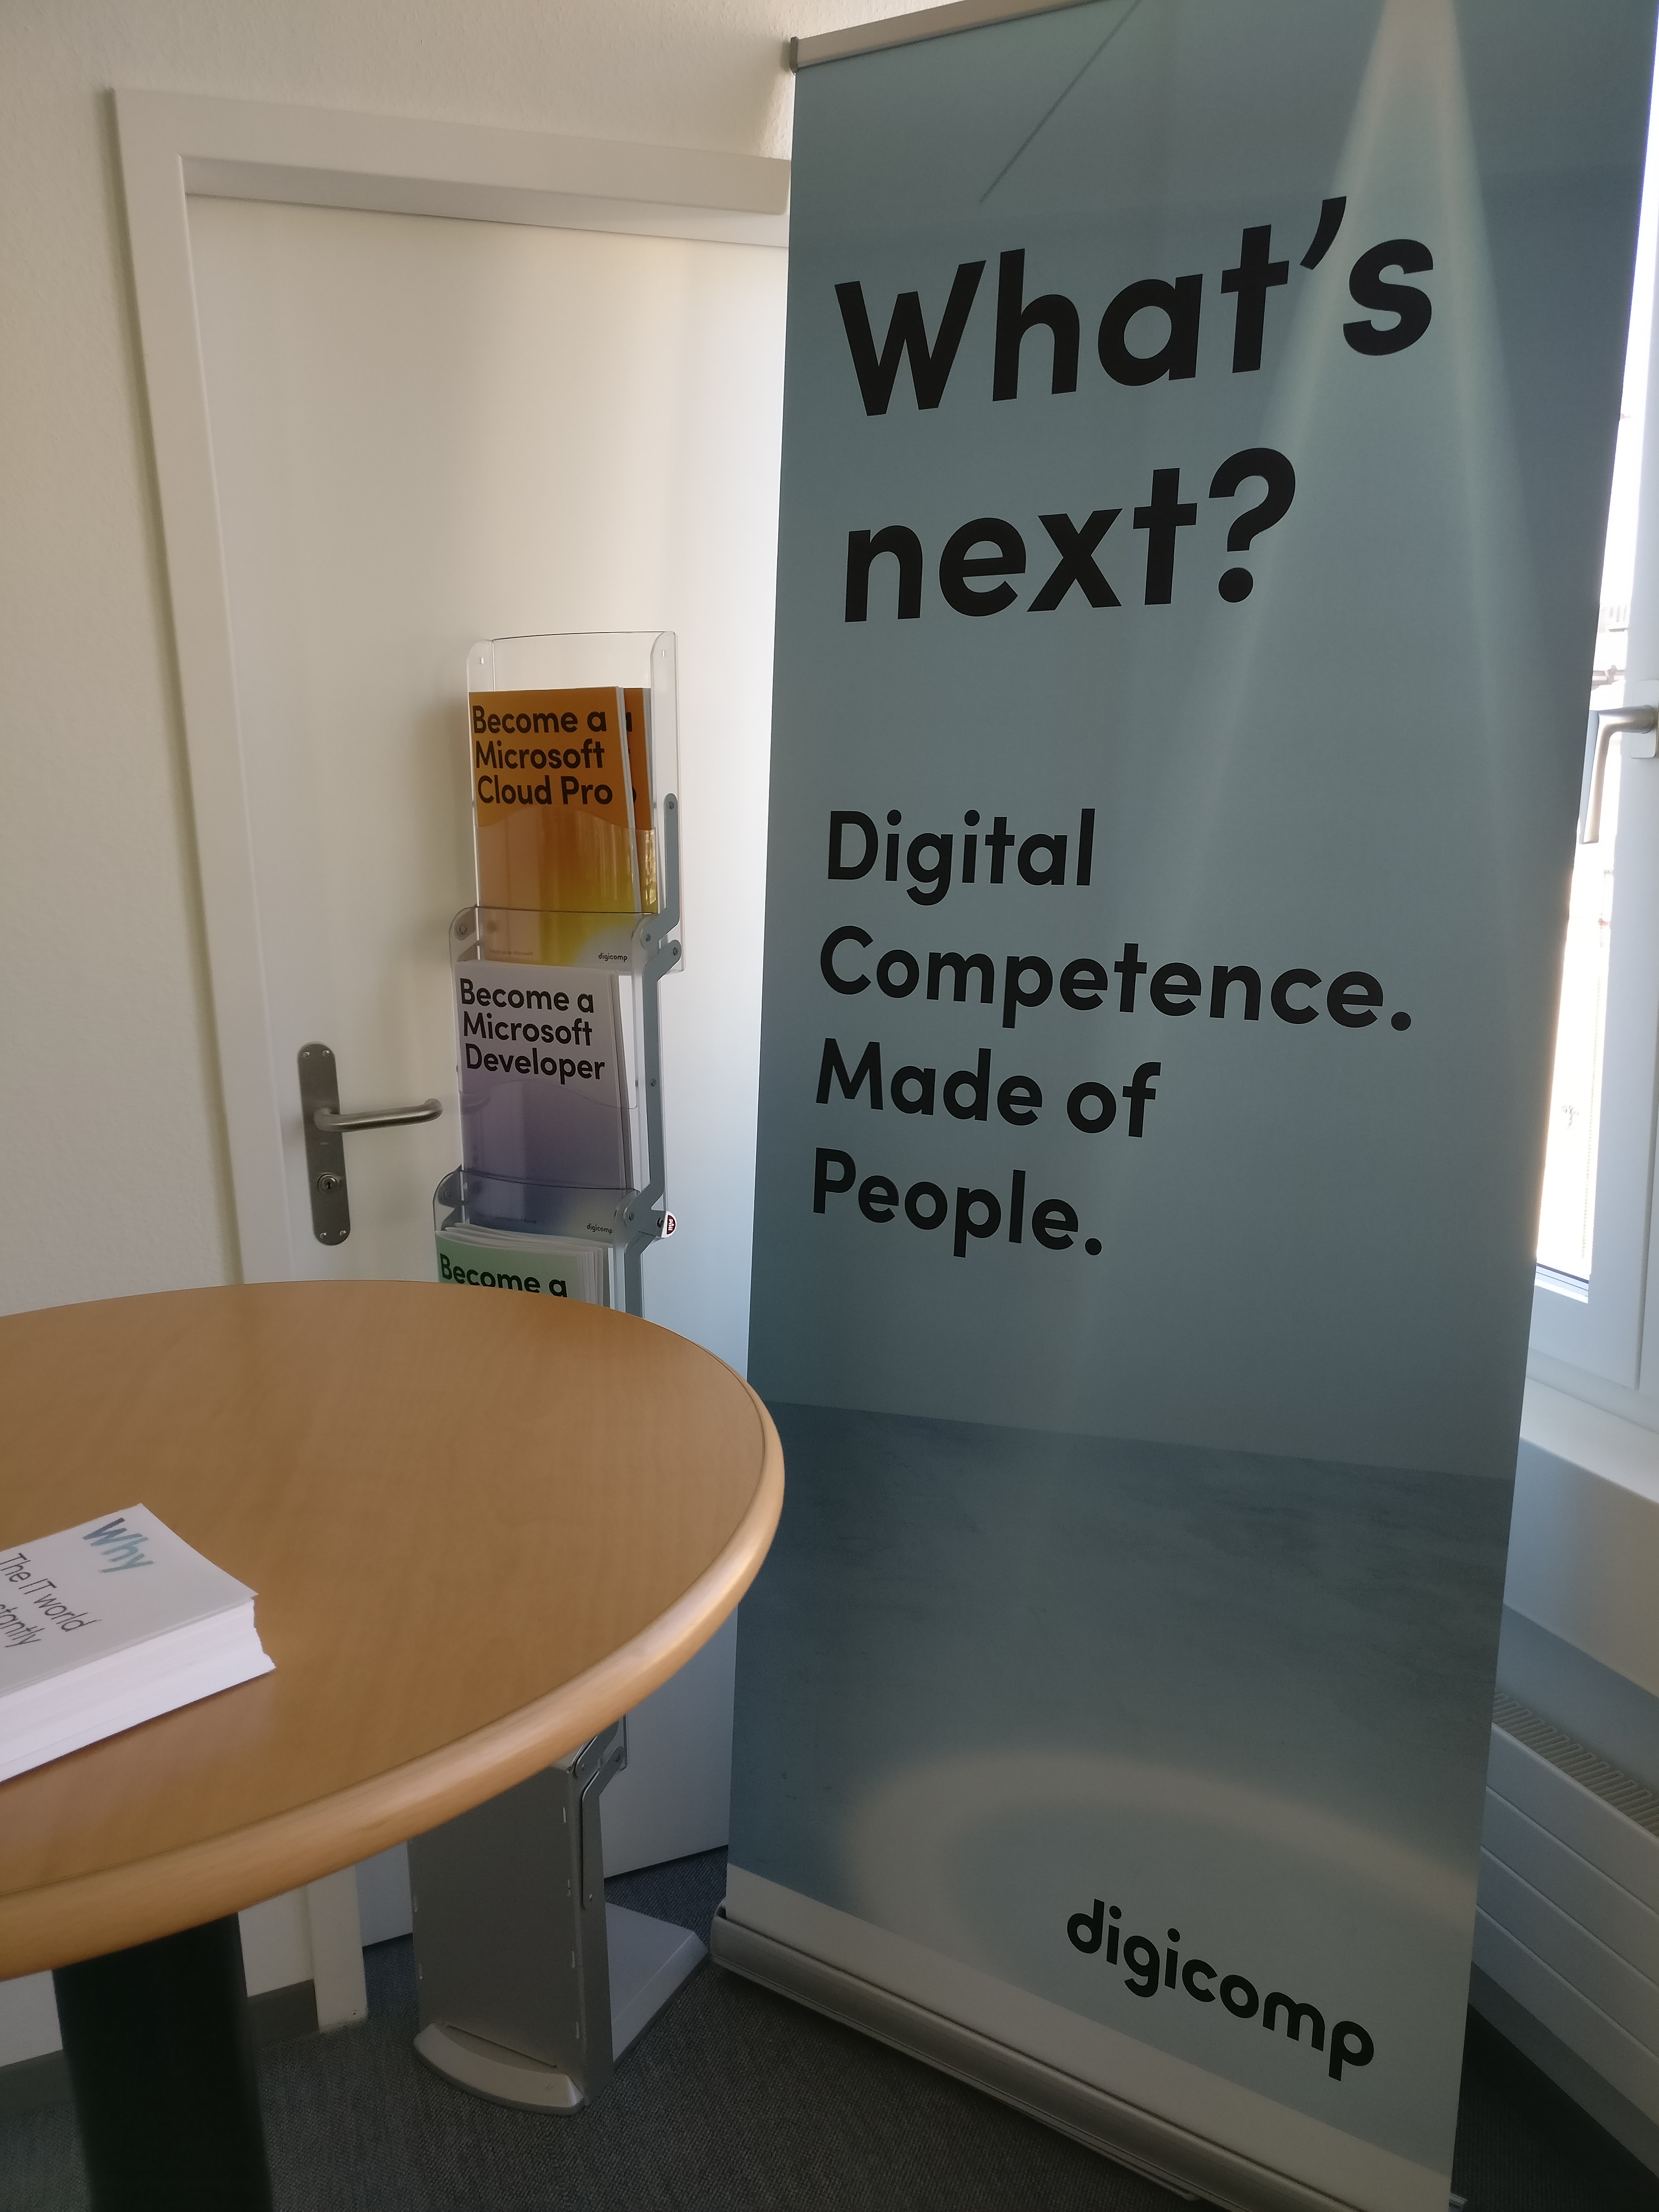 What's
next?
Digital
Competence.
Made of
People.
digicomp
Become a
Microsoft
Cloud Pro
digicomp
Become a
Microsoft
Developer
digicomp
Become a
Why
The IT world